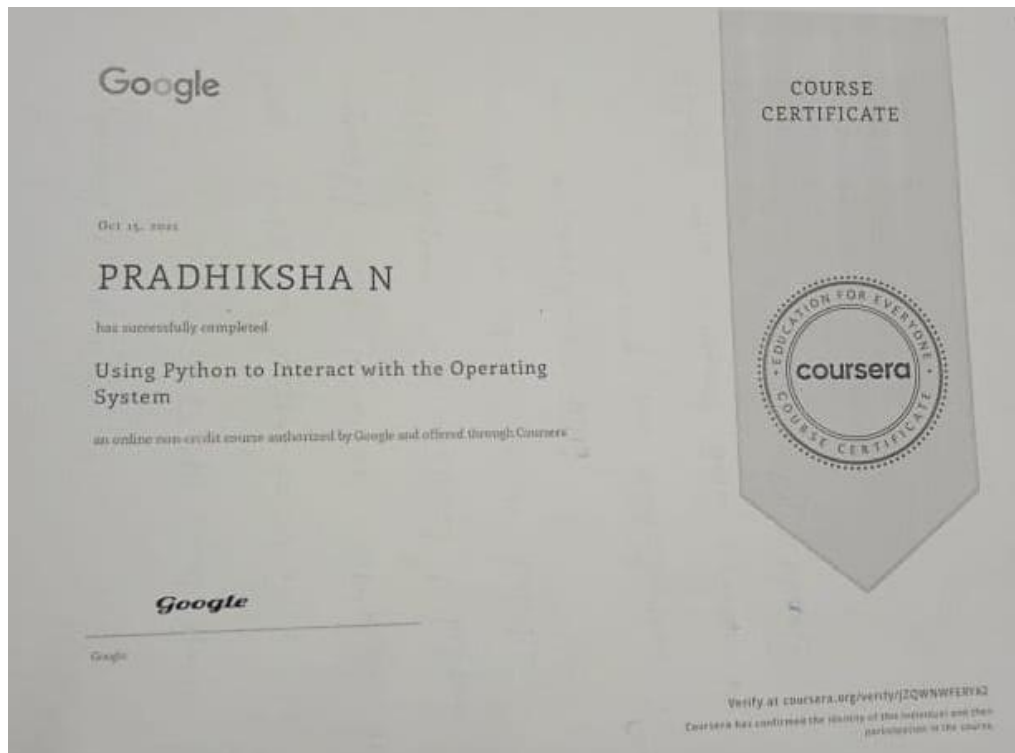 Google
COURSE
CERTIFICATE
Oct 15,
PRADHIKSHA N
has successfully completed
Using Python to Interact with the Operating
System
an online non-credit course authorized by Google and offered through Coursera
EDUCATION FOR EVERYONE
coursera
COURSE CERTIFICATE
Google
Google
Verify at coursera.org/verify/
Coursera has confirmed the identity of this individual and their
participation in the course.